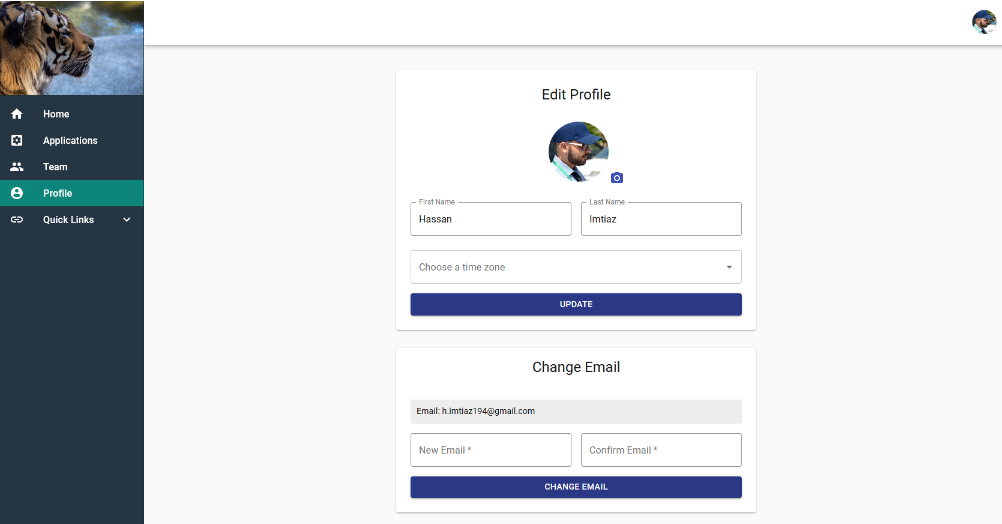 Home
Applications
Team
Profile
Quick Links
Edit Profile
First Name
Hassan
Last Name
Imtiaz
Choose a time zone
UPDATE
Change Email
Email: h.imtiaz194@gmail.com
New Email *
Confirm Email *
CHANGE EMAIL